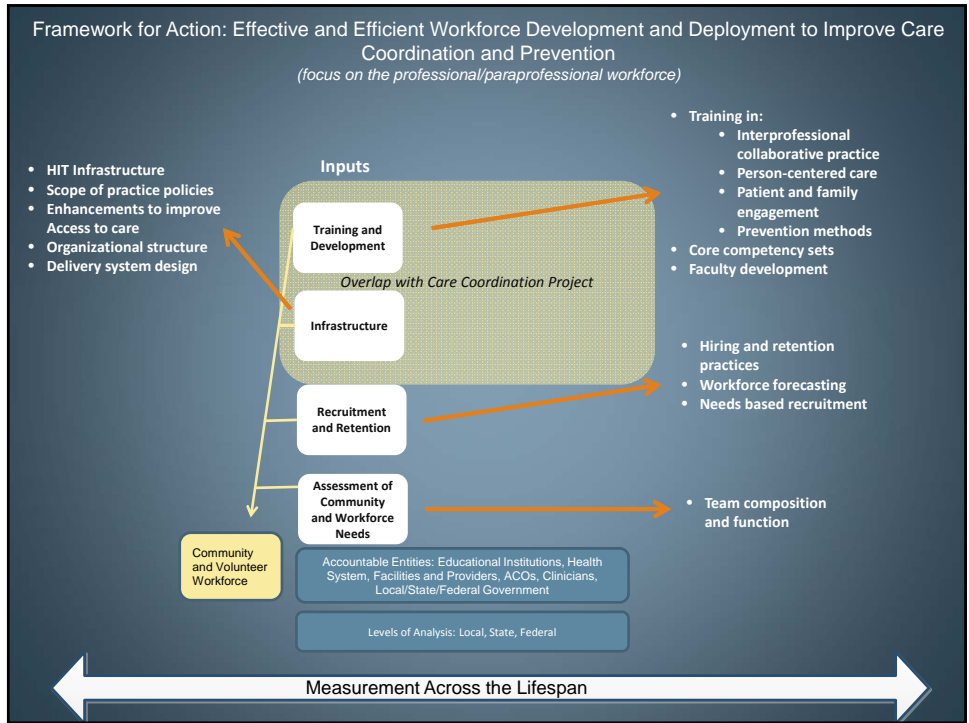 Framework for Action: Effective and Efficient Workforce Development and Deployment to Improve Care
Coordination and Prevention
(focus on the professional/paraprofessional workforce)
• HIT Infrastructure
• Scope of practice policies
• Enhancements to improve
Access to care
• Organizational structure
• Delivery system design
Inputs
Training and
Development
Overlap with Care Coordination Project
Infrastructure
Recruitment
and Retention
Assessment of
Community
and Workforce
Needs
• Training in:
• Interprofessional
collaborative practice
• Person-centered care
• Patient and family
engagement
• Prevention methods
• Core competency sets
• Faculty development
• Hiring and retention
practices
• Workforce forecasting
• Needs based recruitment
• Team composition
and function
Community
and Volunteer
Workforce
Accountable Entities: Educational Institutions, Health
System, Facilities and Providers, ACOs, Clinicians,
Local/State/Federal Government
Levels of Analysis: Local, State, Federal
Measurement Across the Lifespan